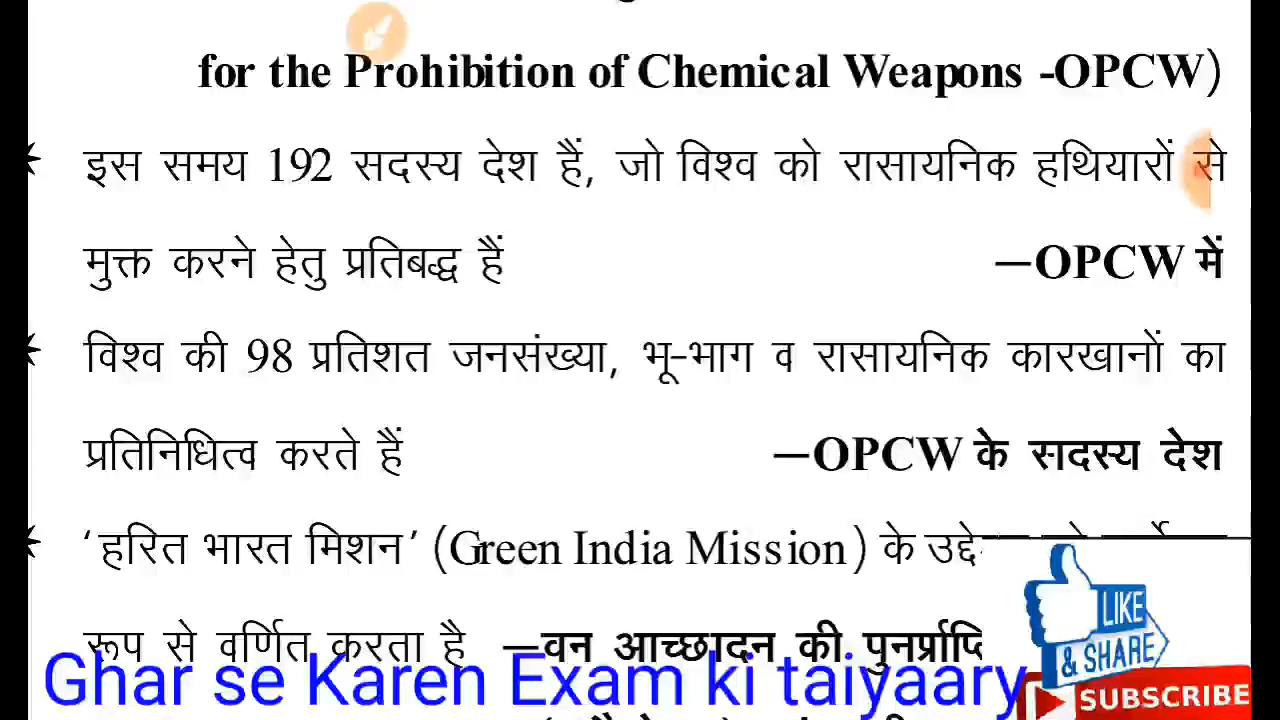 for the Prohibition of Chemical Weapons -OPCW)
इस समय 192 सदस्य देश हैं, जो विश्व को रासायनिक हथियारों से
मुक्त करने हेतु प्रतिबद्ध हैं —OPCW में
विश्व की 98 प्रतिशत जनसंख्या, भू-भाग व रासायनिक कारखानों का
प्रतिनिधित्व करते हैं —OPCW के सदस्य देश
‘हरित भारत मिशन’ (Green India Mission) के
रूप से वर्णित करता है —वन आच्छादन की
LIKE
& SHARE
Ghar se Karen Exam ki taiyaary
SUBSCRIBE